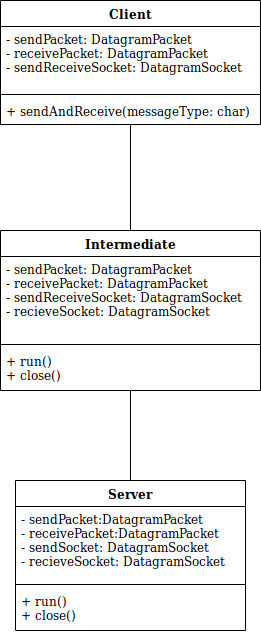 Client
- sendPacket: DatagramPacket
- receivePacket: DatagramPacket
- sendReceiveSocket: DatagramSocket
+ sendAndReceive(messageType: char)
Intermediate
- sendPacket: DatagramPacket
- receivePacket: DatagramPacket
- sendReceiveSocket: DatagramSocket
- recieveSocket: DatagramSocket
+ run()
+ close()
Server
- sendPacket:DatagramPacket
- receivePacket:DatagramPacket
- sendSocket: DatagramSocket
- recieveSocket: DatagramSocket
+ run()
+ close()